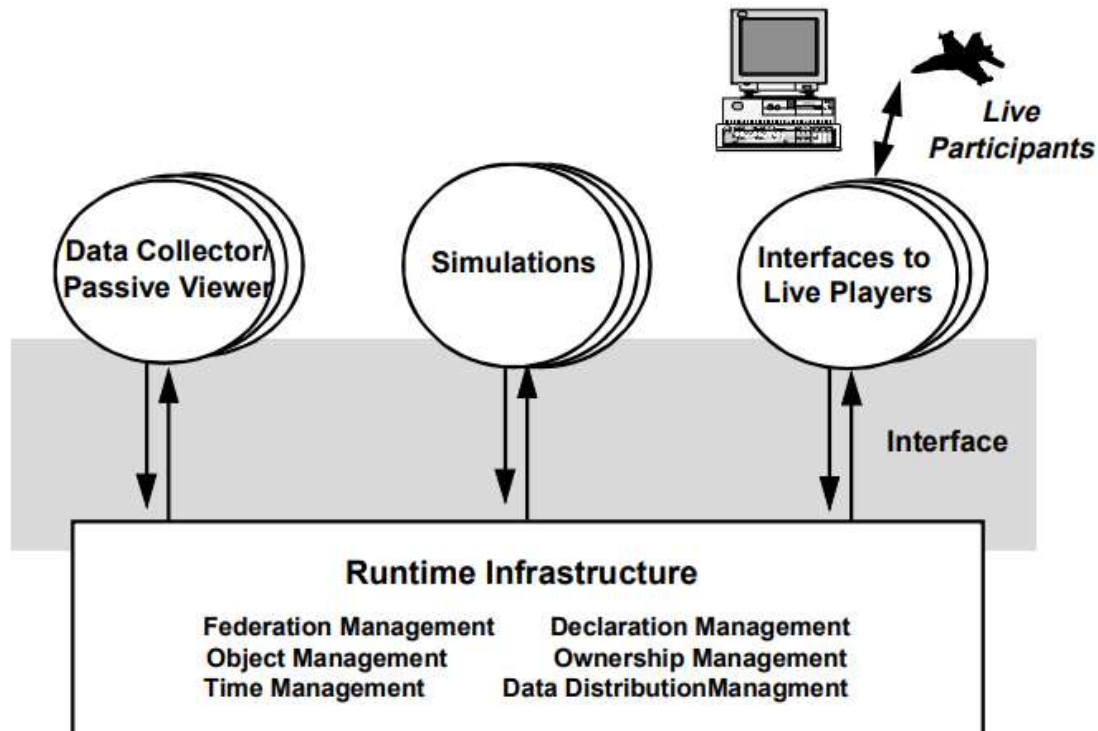 Live
Participants
Data Collector/
Passive Viewer
Simulations
Interfaces to
Live Players
Interface
Runtime Infrastructure
Federation Management Declaration Management
Object Management Ownership Management
Time Management Data DistributionManagment